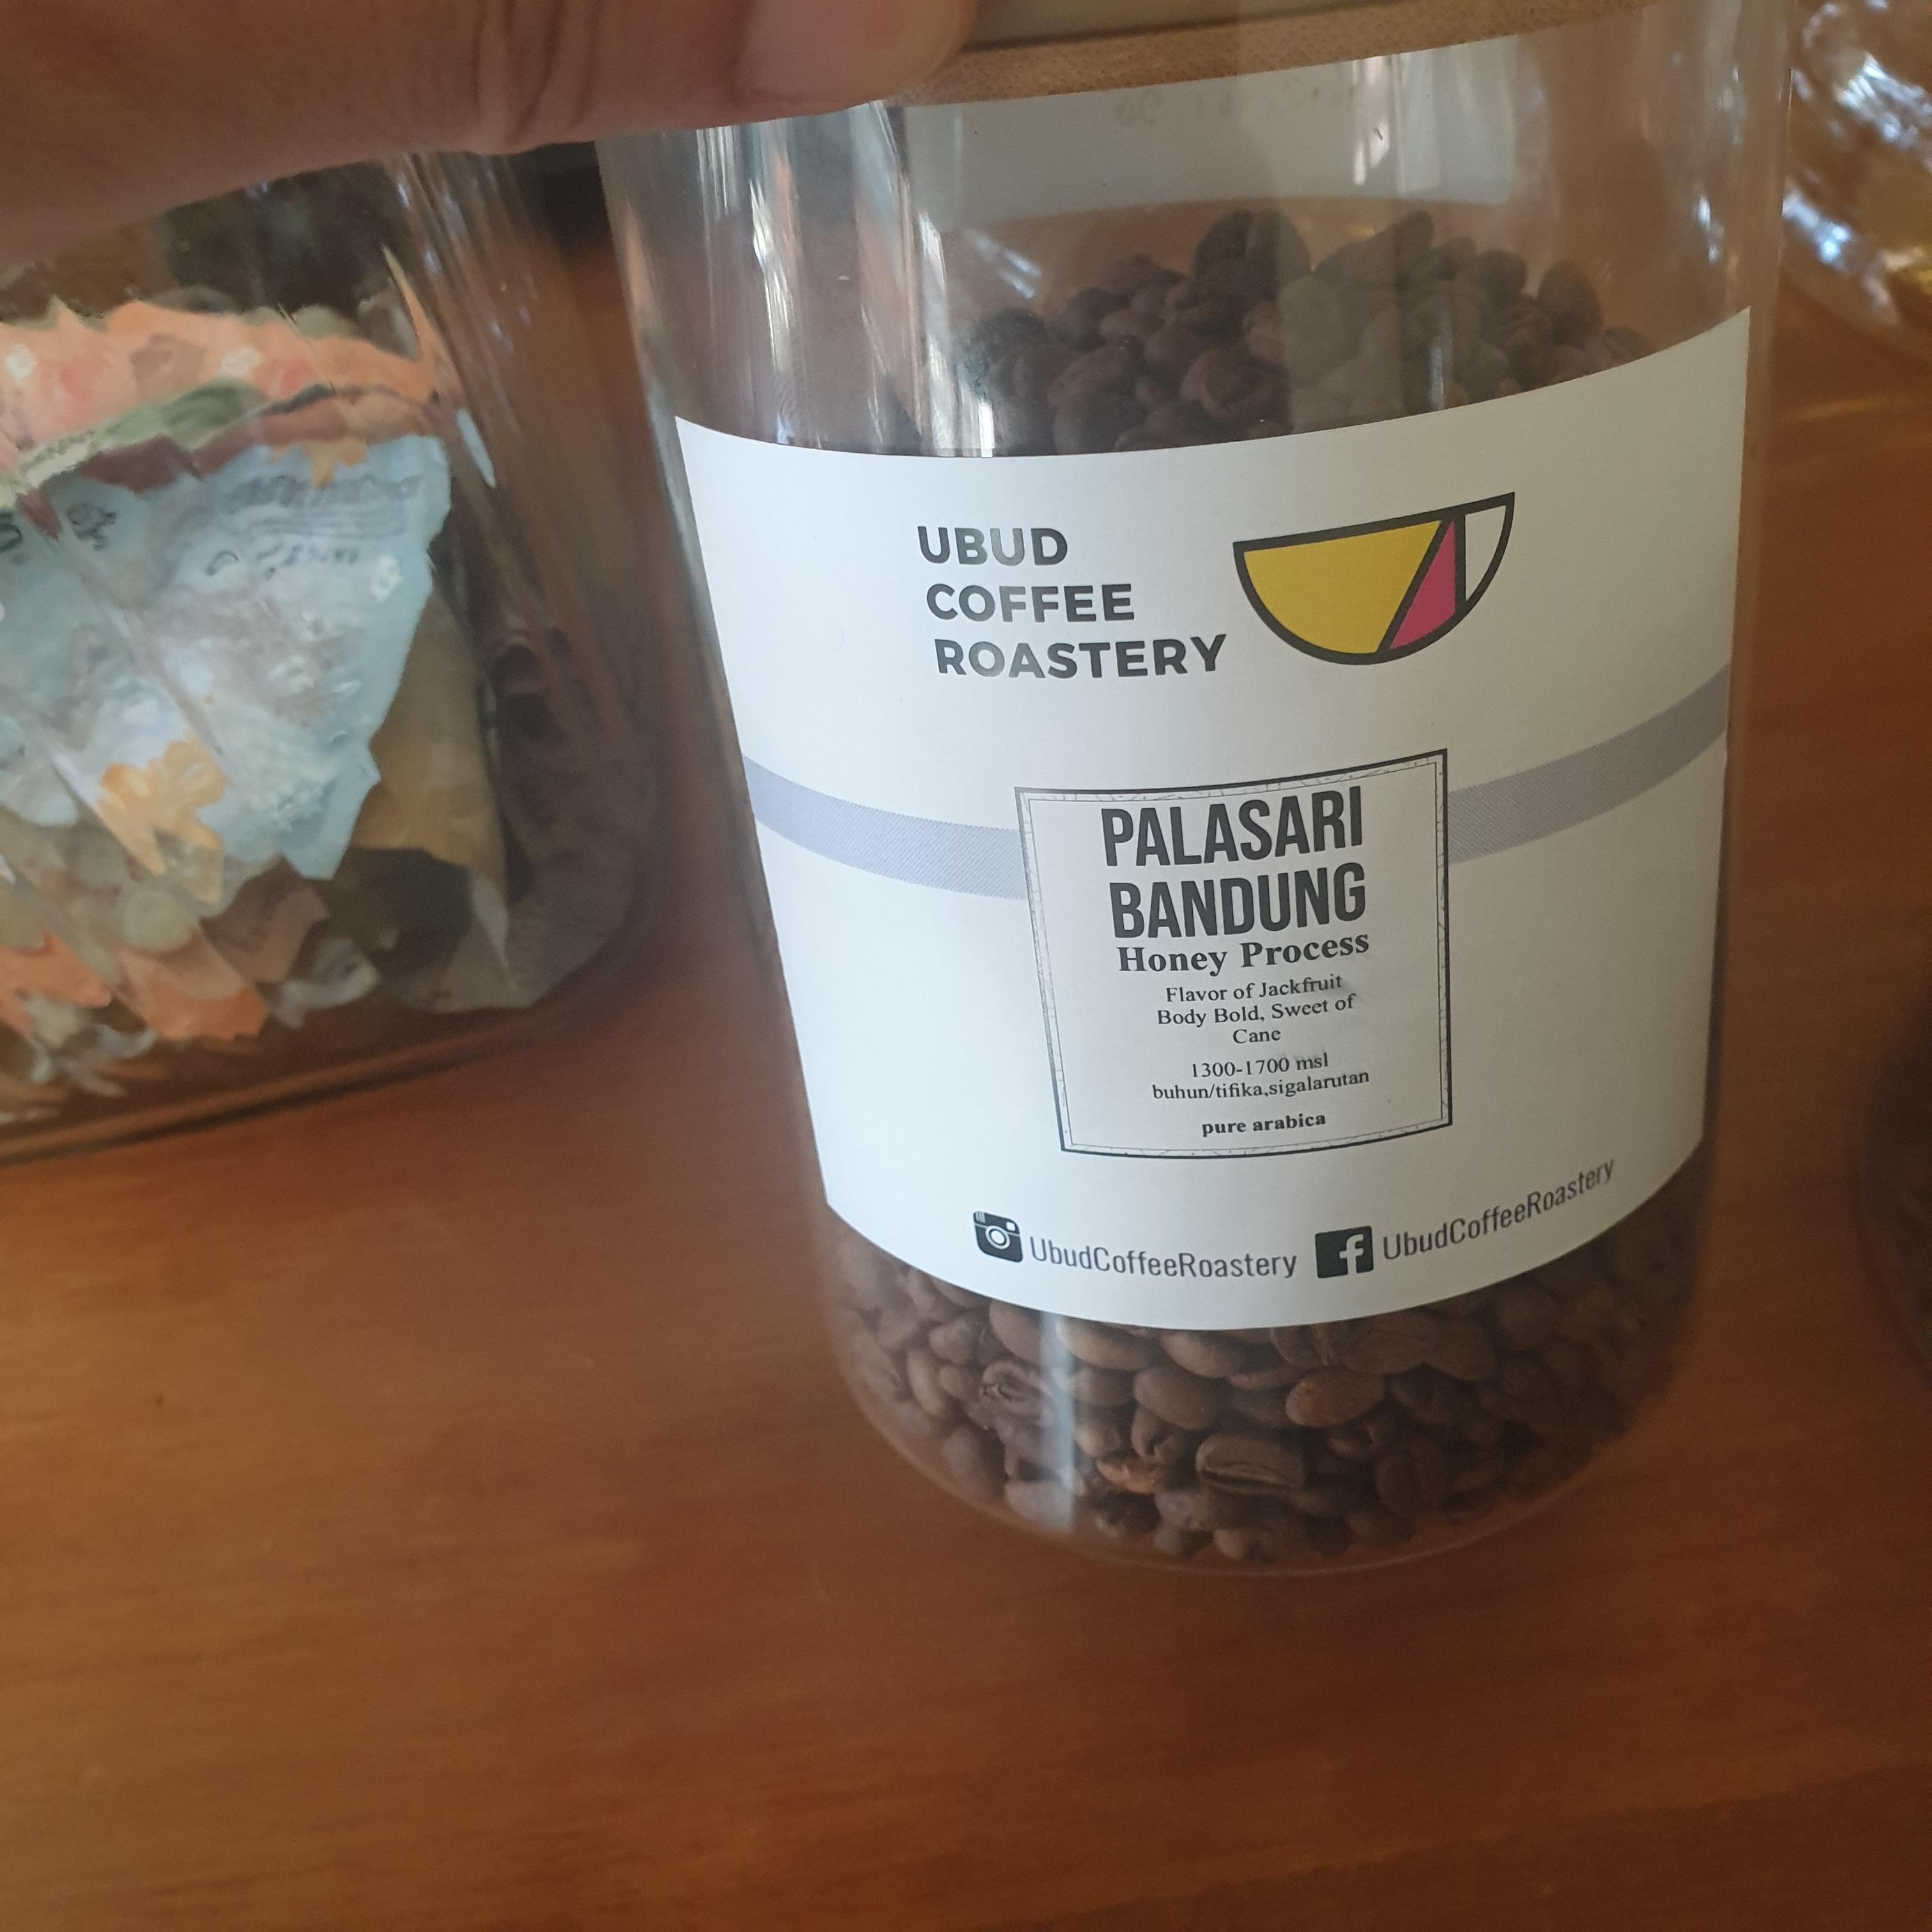 UBUD
COFFEE
ROASTERY
PALASARI
BANDUNG
Honey Process
Flavor of Jackfruit
Body Bold, Sweet of
Cane
1300-1700 msl
buhun/tifika,sigalarutan
pure arabica
UbudCoffeeRoastery
UbudCoffeeRoastery